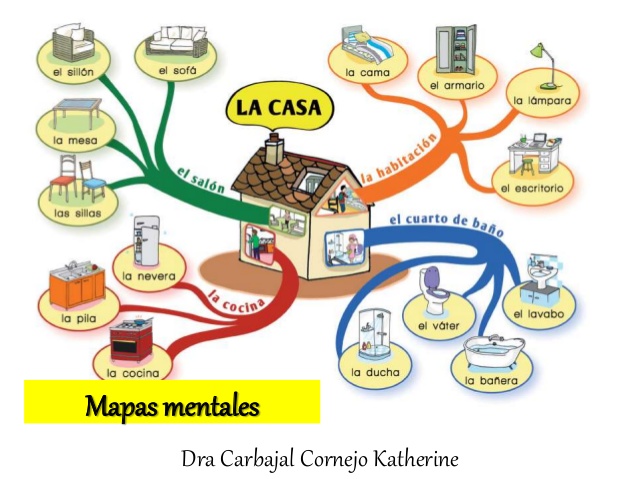 LA CASA
el salón
el sillón
el sofá
la mesa
las sillas
la habitación
la cama
el armario
la lámpara
el escritorio
la cocina
la nevera
la pila
la cocina
el cuarto de baño
la ducha
el váter
la bañera
el lavabo
Mapas mentales
Dra Carbajal Cornejo Katherine